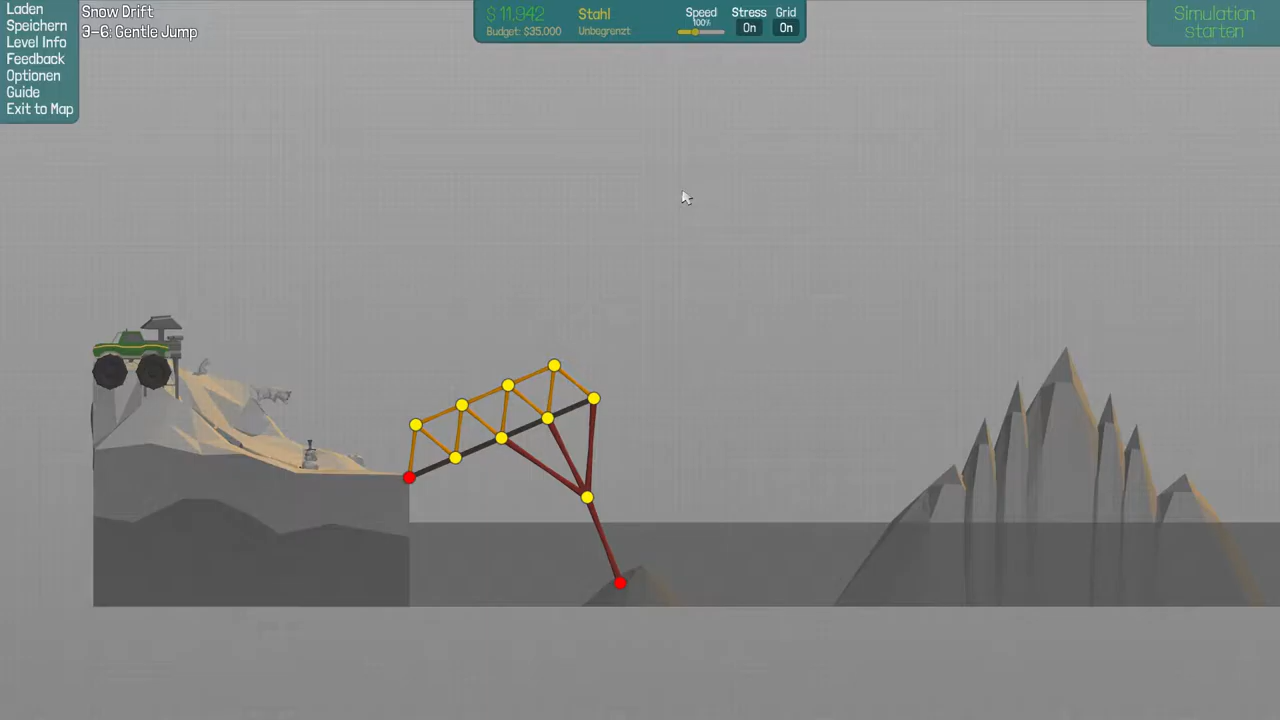 Laden
Speichern
Level Info
Feedback
Optionen
Guide
Exit to Map
Snow Drift
3-6: Gentle Jump
$ 11.942
Budget: $35.000
Stahl
Unbegrenzt
Speed
100%
Stress
On
Grid
On
Simulation
starten